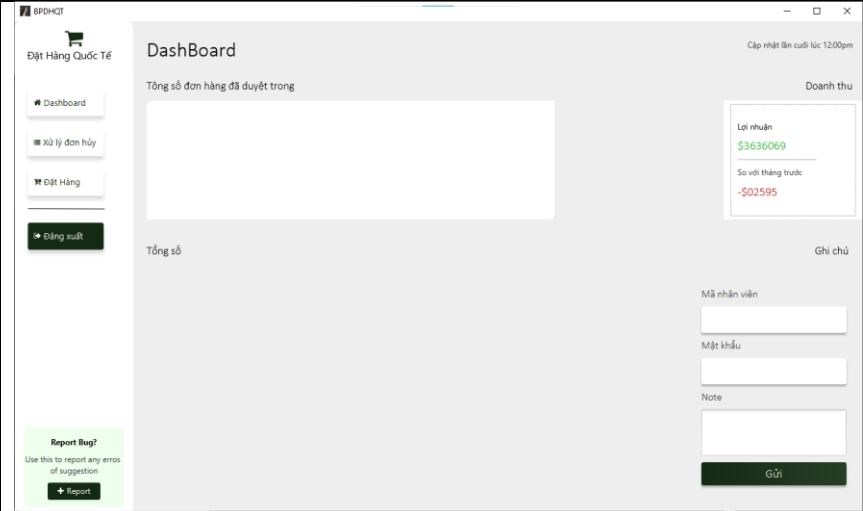 BPDHQT
Đặt Hàng Quốc Tế
Dashboard
Xử lý đơn hủy
Đặt Hàng
Đăng xuất
Report Bug?
Use this to report any erros
of suggestion
+ Report
DashBoard
Cập nhật lần cuối lúc 12:00pm
Tông số đơn hàng đã duyệt trong
Doanh thu
Lợi nhuận
$3636069
So với tháng trước
-$02595
Tổng số
Ghi chú
Mã nhân viên
Mật khẩu
Note
Gửi